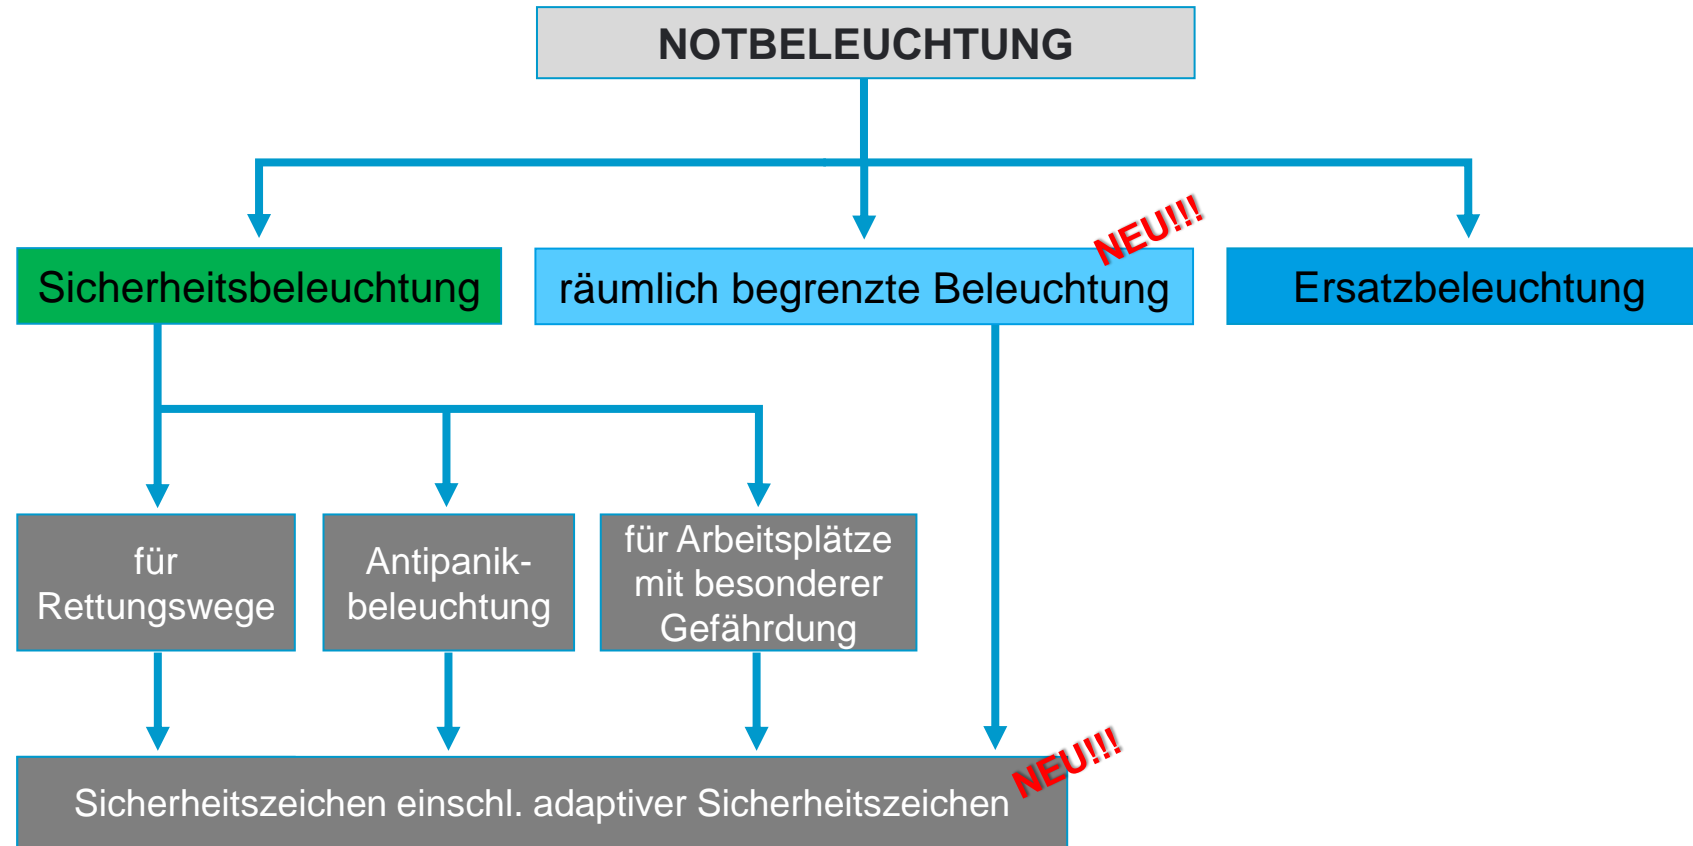 NOTBELEUCHTUNG
NEU!!!
Sicherheitsbeleuchtung
räumlich begrenzte Beleuchtung
Ersatzbeleuchtung
für
Rettungswege
Antipanik-
beleuchtung
für Arbeitsplätze
mit besonderer
Gefährdung
NEU!!!
Sicherheitszeichen einschl. adaptiver Sicherheitszeichen